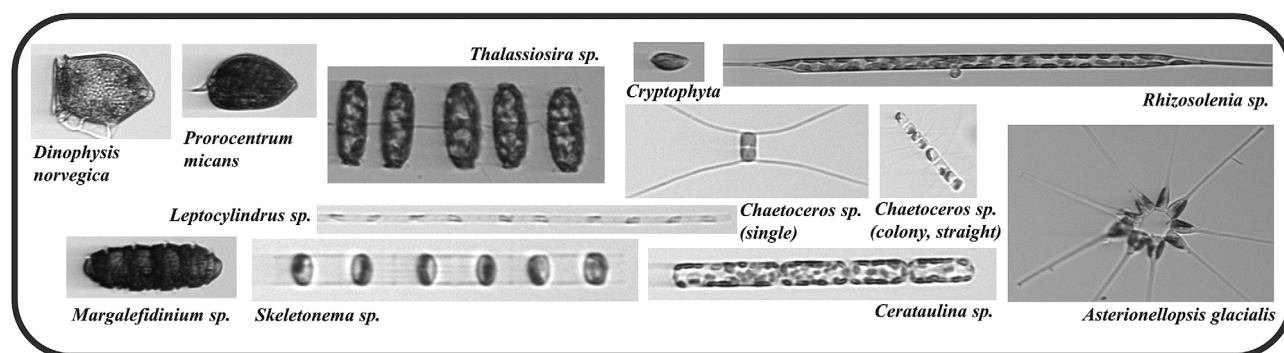 Thalassiosira sp.
Cryptophyta
Rhizosolenia sp.
Dinophysis
norvegica
Prorocentrum
micans
Leptocylindrus sp.
Chaetoceros sp.
(single)
Chaetoceros sp.
(colony, straight)
Margalefidinium sp.
Skeletonema sp.
Cerataulina sp.
Asterionellopsis glacialis